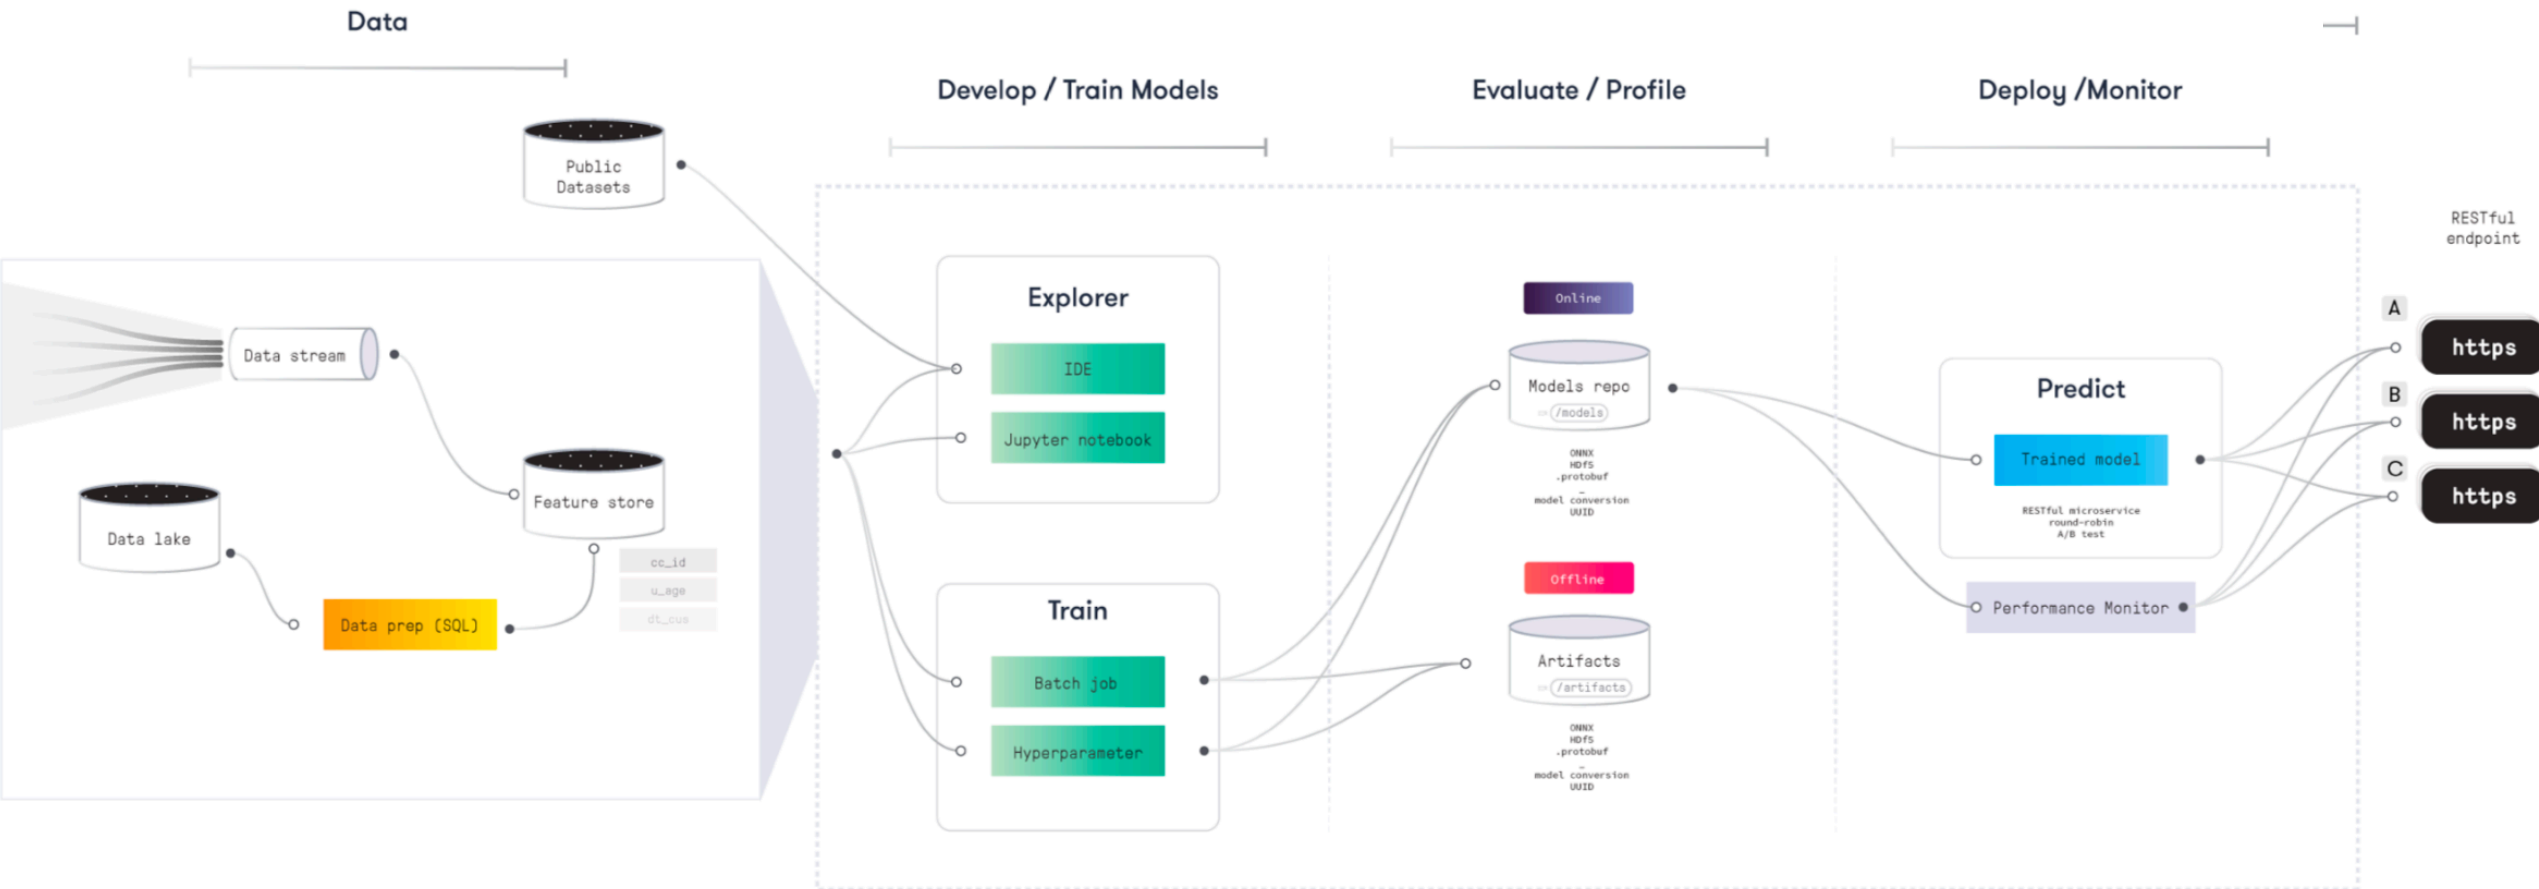 Data
Develop / Train Models
Evaluate / Profile
Deploy /Monitor
Public
Datasets
Data stream
Data lake
Feature store
Data prep (SQL)
cc_id
u_age
dt_cus
Explorer
IDE
Jupyter notebook
Train
Batch job
Hyperparameter
Online
Models repo
/models
ONNX
HDf5
.protobuf
—
model conversion
UUID
Offline
Artifacts
/artifacts
ONNX
HDf5
.protobuf
—
model conversion
UUID
Predict
Trained model
RESTful microservice
round-robin
A/B test
Performance Monitor
RESTful
endpoint
A
https
B
https
C
https